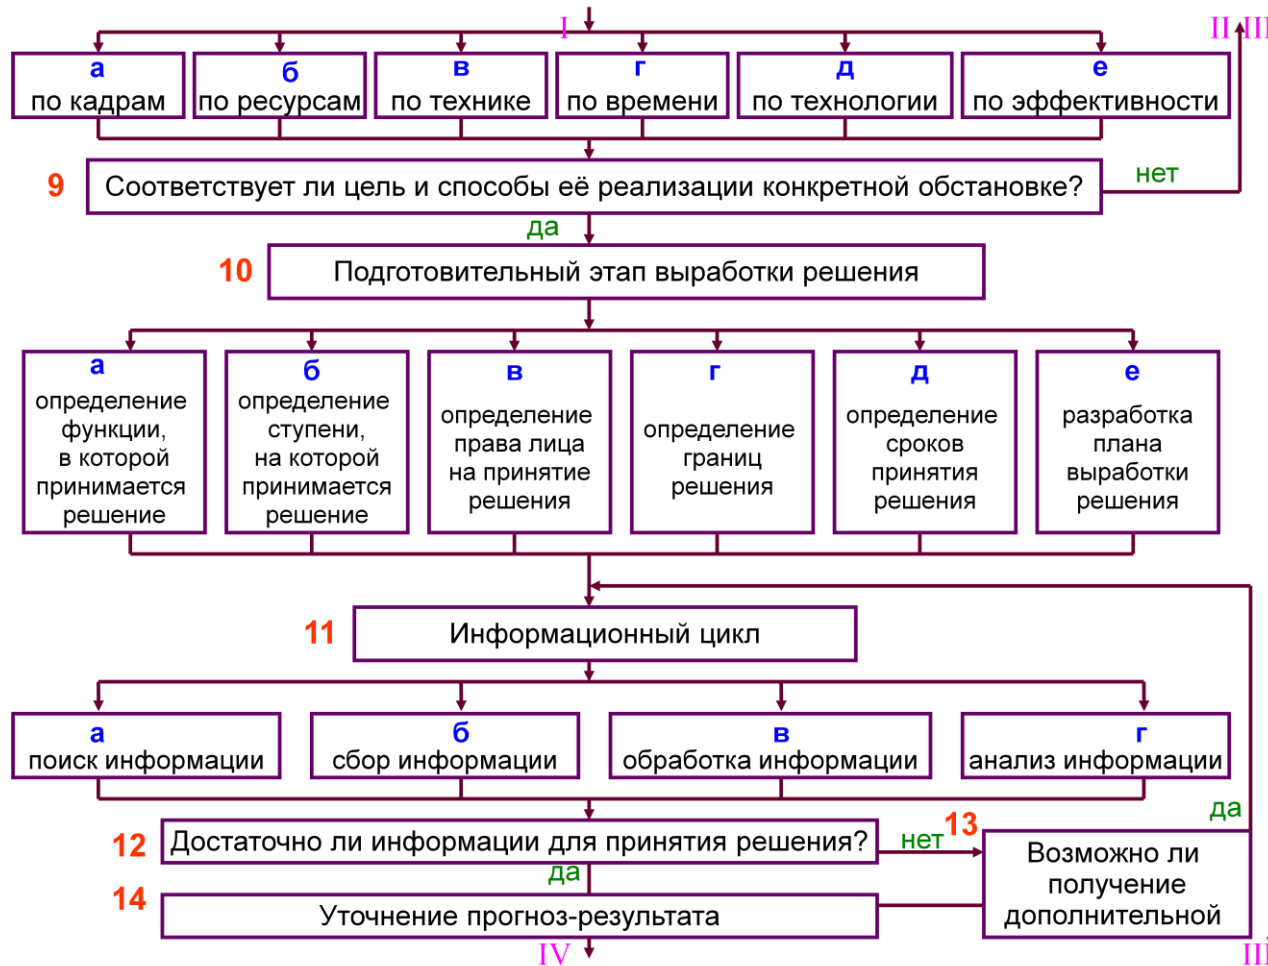 I
II III
а
по кадрам
б
по ресурсам
в
по технике
г
по времени
д
по технологии
е
по эффективности
9
Соответствует ли цель и способы её реализации конкретной обстановке?
нет
да
10
Подготовительный этап выработки решения
а
определение
функции,
в которой
принимается
решение
б
определение
ступени,
на которой
принимается
решение
в
определение
права лица
на принятие
решения
г
определение
границ
решения
д
определение
сроков
принятия
решения
е
разработка
плана
выработки
решения
11
Информационный цикл
а
поиск информации
б
сбор информации
в
обработка информации
г
анализ информации
12
Достаточно ли информации для принятия решения?
нет
13
да
Возможно ли
получение
дополнительной
да
14
Уточнение прогноз-результата
IV
III